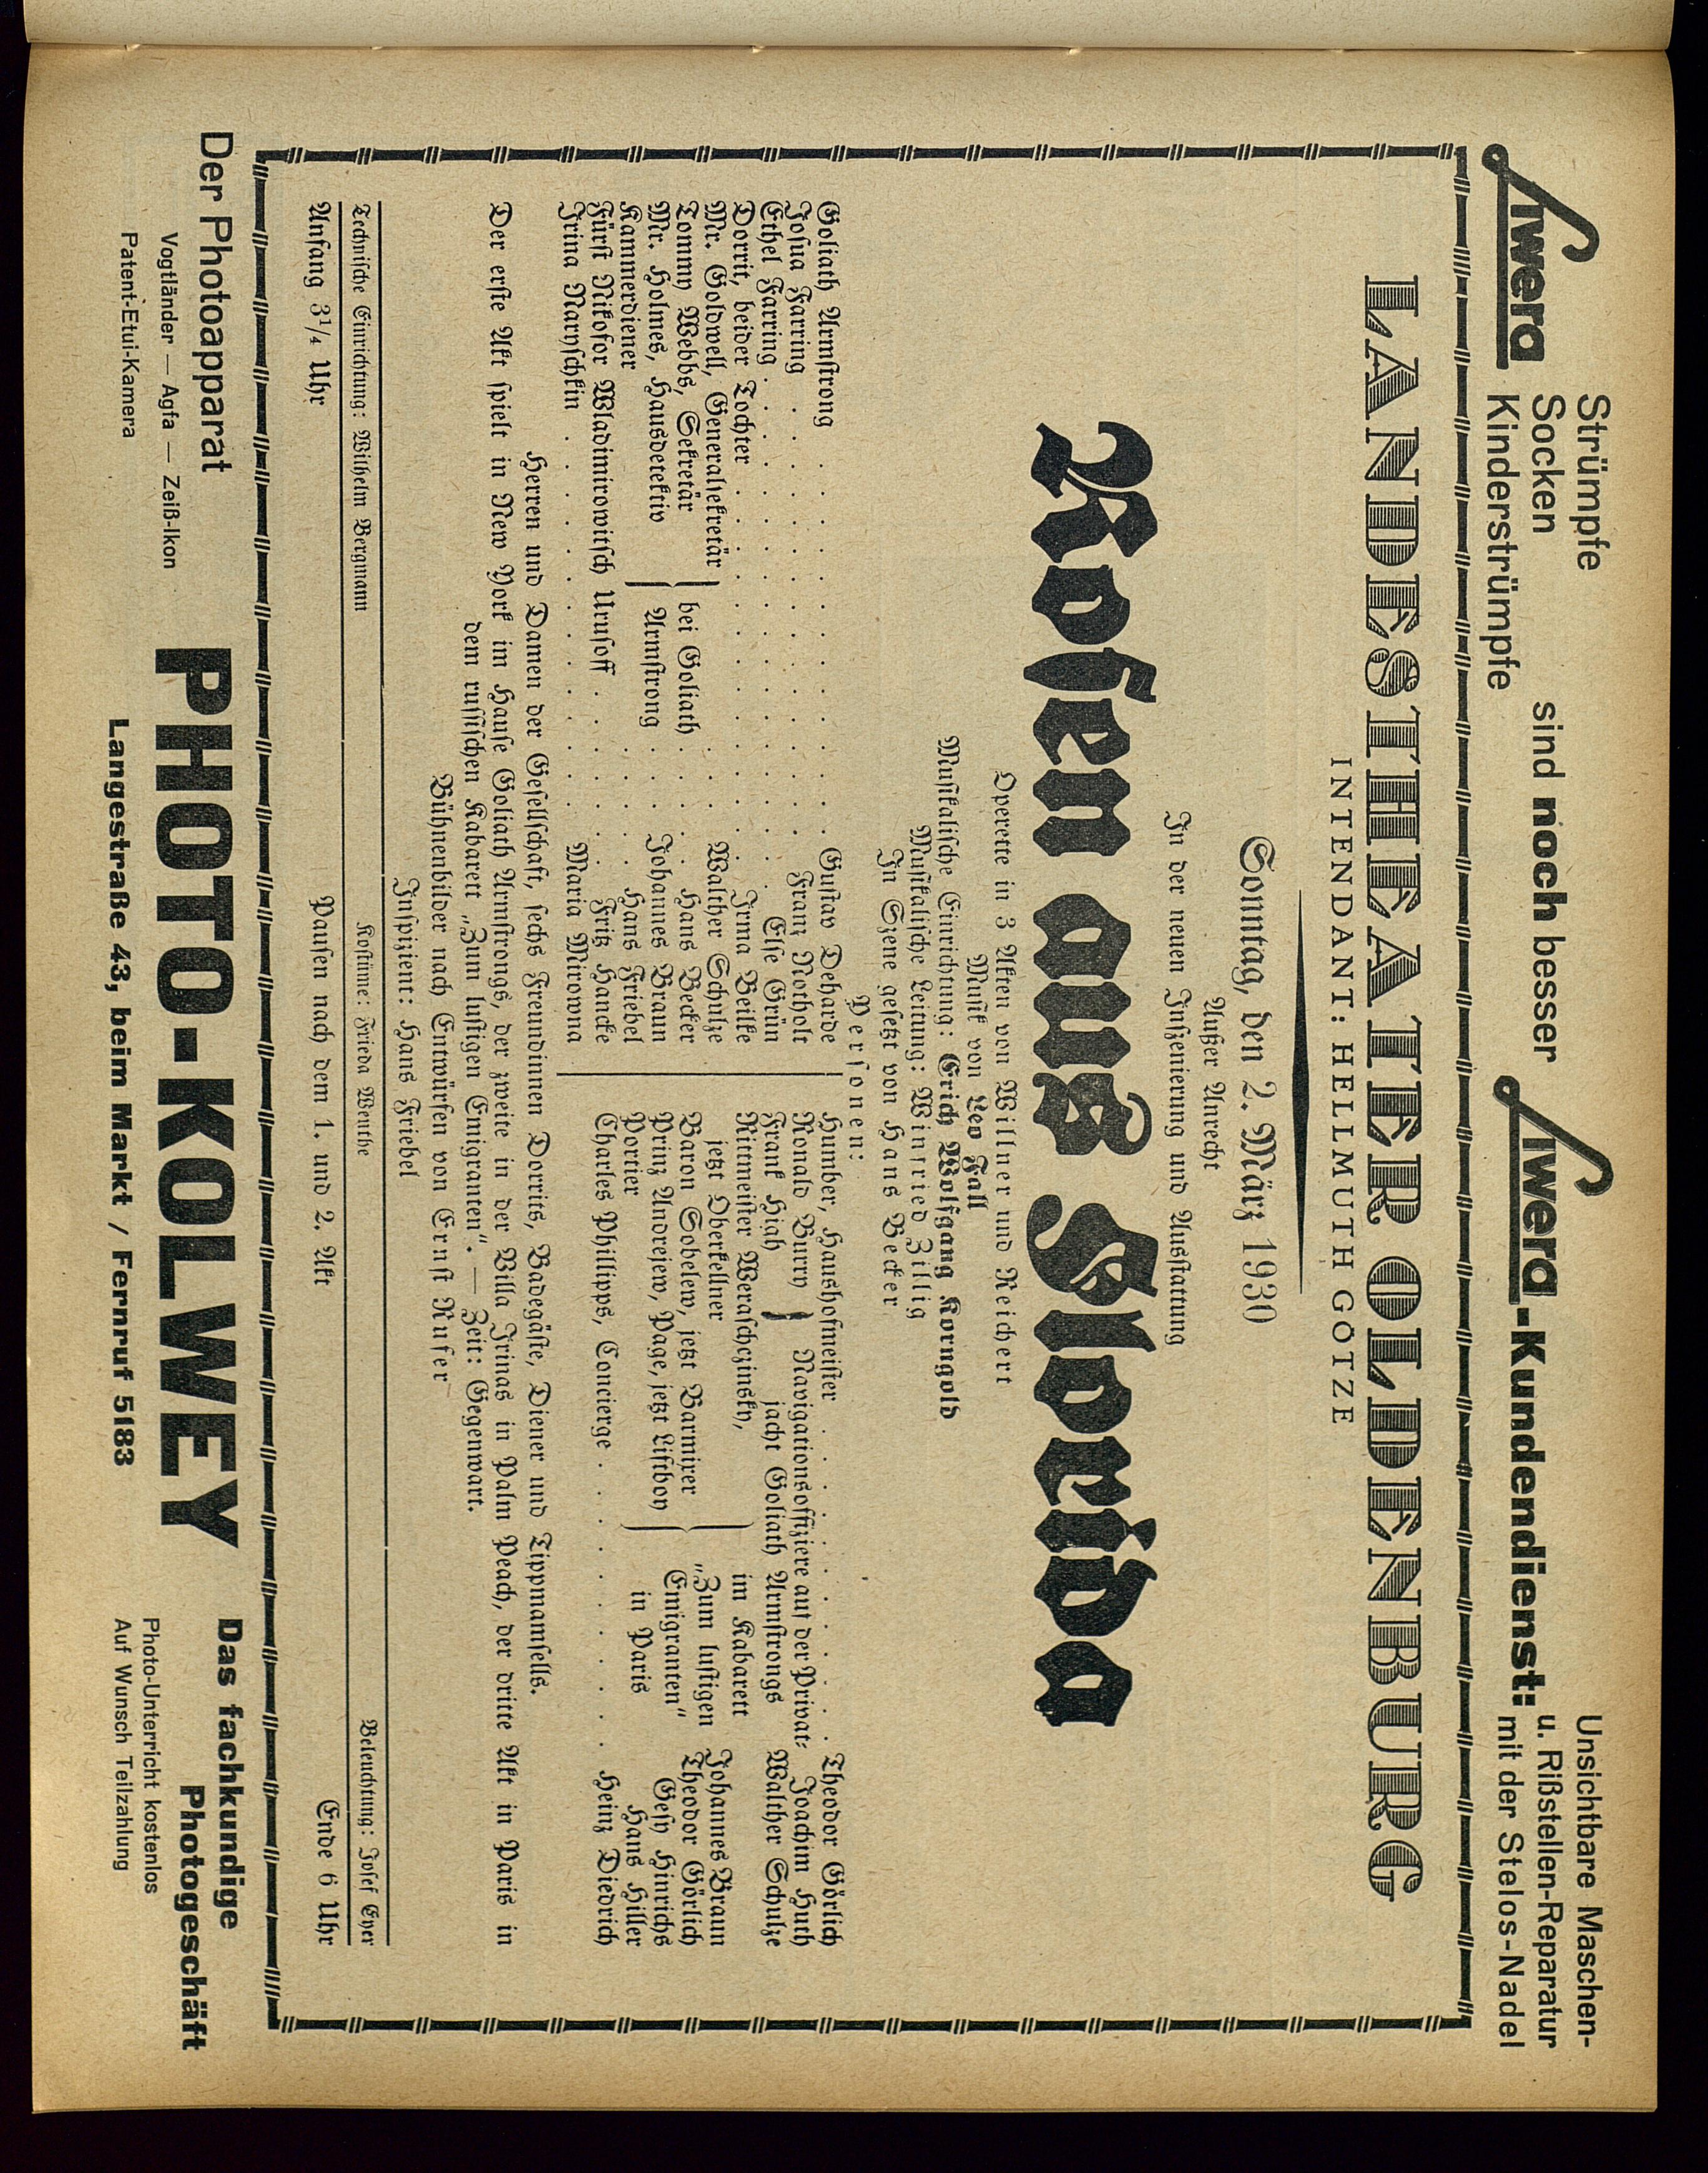 Siwera
Strümpfe
Socken
Kinderstrümpfe
sind noch besser
Siwera-Kundendienst:
Unsichtbare Maschen-
u. Rißstellen-Reparatur
mit der Stelos-Nadel
LANDESTHEATER OLDENBURG
INTENDANT: HELLMUTH GÖTZE
Sonntag, den 2. März 1930
Außer Anrecht
In der neuen Inszenierung und Ausstattung
Rosen aus Florida
Operette in 3 Akten von Willner und Reichert
Musik von Leo Fall
Musikalische Einrichtung: Erich Wolfgang Korngold
Musikalische Leitung: Winfried Zillig
In Szene gesetzt von Hans Becker
Personen:
Goliath Armstrong . . . . . . . . Gustav Deharde
Josua Farring . . . . . . . . . Franz Notholt
Ethel Farring . . . . . . . . . . Else Grün
Dorrit, beider Tochter . . . . . . . . Irma Beilke
Mr. Goldwell, Generalsekretär } bei Goliath Armstrong . . . Walther Schulze
Tommy Webbs, Sekretär . . . Hans Becker
Mr. Holmes, Hausdetektiv . . . Johannes Braun
Kammerdiener . . . Hans Friebel
Fürst Nikofor Wladimirowitsch Urusoff . . . . Fritz Hancke
Irina Naryschkin . . . . . . . . Maria Mirowna
Humber, Haushofmeister . . . . . . . Theodor Görlich
Ronald Burry } Navigationsoffiziere auf der Privat- Joachim Huth
Frank Hjah jacht Goliath Armstrongs Walther Schulze
Rittmeister Weraschczinsky,
jetzt Oberkellner } im Kabarett Johannes Braun
Baron Sobelew, jetzt Barmixer „Zum lustigen Theodor Görlich
Prinz Andrejew, Page, jetzt Liftboy Emigranten“ Gesy Hinrichs
Portier in Paris Hans Hiller
Charles Phillipps, Concierge . . . . . . . Heinz Diedrich
Herren und Damen der Gesellschaft, sechs Freundinnen Dorrits, Badegäste, Diener und Tippmamsells.
Der erste Akt spielt in New York im Hause Goliath Armstrongs, der zweite in der Villa Irinas in Palm Peach, der dritte Akt in Paris in
dem russischen Kabarett „Zum lustigen Emigranten“. — Zeit: Gegenwart.
Bühnenbilder nach Entwürfen von Ernst Rufer
Inspizient: Hans Friebel
Technische Einrichtung: Wilhelm Bergmann Kostüme: Frieda Menthe Beleuchtung: Josef Eyer
Anfang 3¼ Uhr Pausen nach dem 1. und 2. Akt Ende 6 Uhr
Der Photoapparat
Vogtländer — Agfa — Zeiß-Ikon
Patent-Etui-Kamera
PHOTO-KOLWEY
Langestraße 43, beim Markt / Fernruf 5183
Das fachkundige
Photogeschäft
Photo-Unterricht kostenlos
Auf Wunsch Teilzahlung